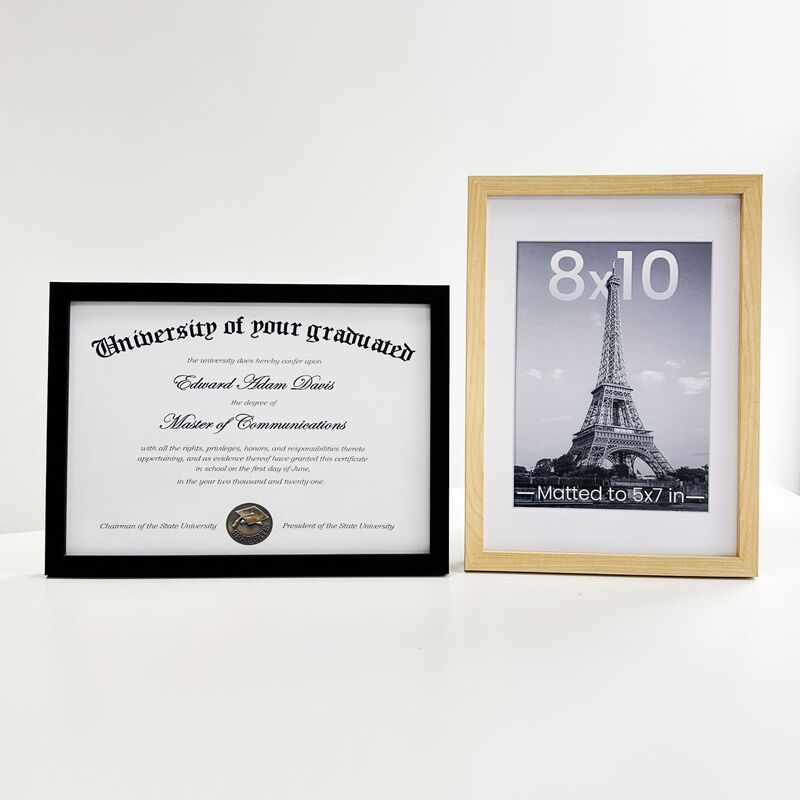 University of your graduated
the university does hereby confer upon
Edward Adam Davis
the degree of
Master of Communications
with all the rights, privileges, honors, and responsibilities thereto
appertaining, and as evidence thereof have granted this certificate
in school on the first day of June,
in the year two thousand and twenty one.
Chairman of the State University
President of the State University
8x10
Matted to 5x7 in